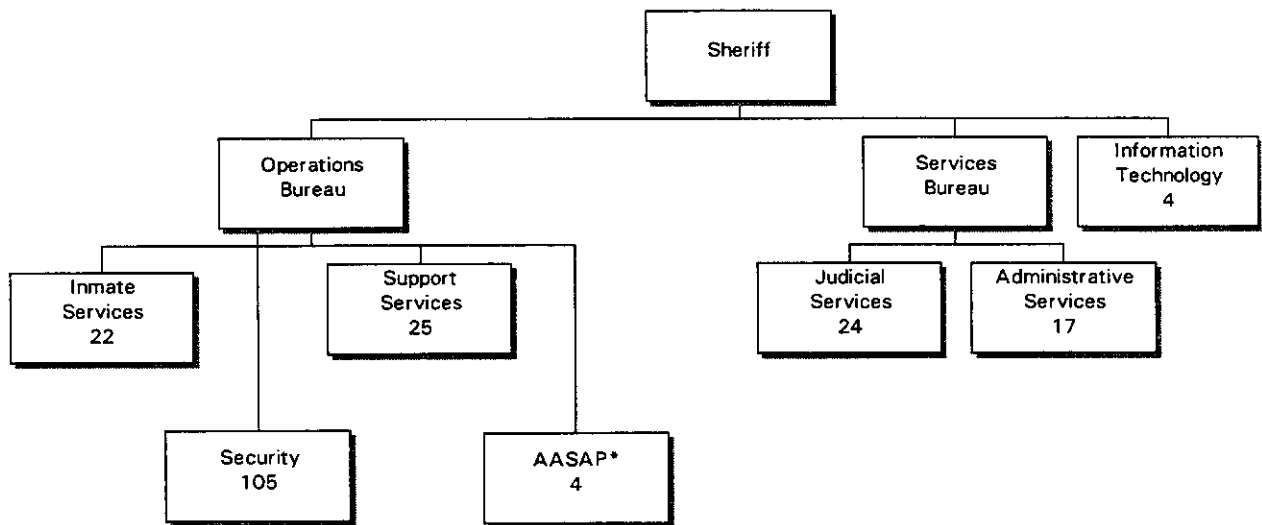 Sheriff
Operations
Bureau
Services
Bureau
Information
Technology
4
Inmate
Services
22
Support
Services
25
Judicial
Services
24
Administrative
Services
17
Security
105
AASAP*
4